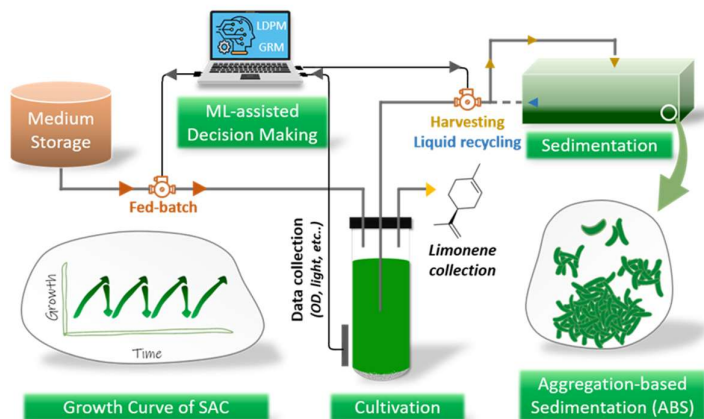 LDPM
GRM
Medium
Storage
ML-assisted
Decision Making
Harvesting
Liquid recycling
Sedimentation
Fed-batch
Data collection
(OD, light, etc..)
Limonene
collection
Growth
Time
Growth Curve of SAC
Cultivation
Aggregation-based
Sedimentation (ABS)